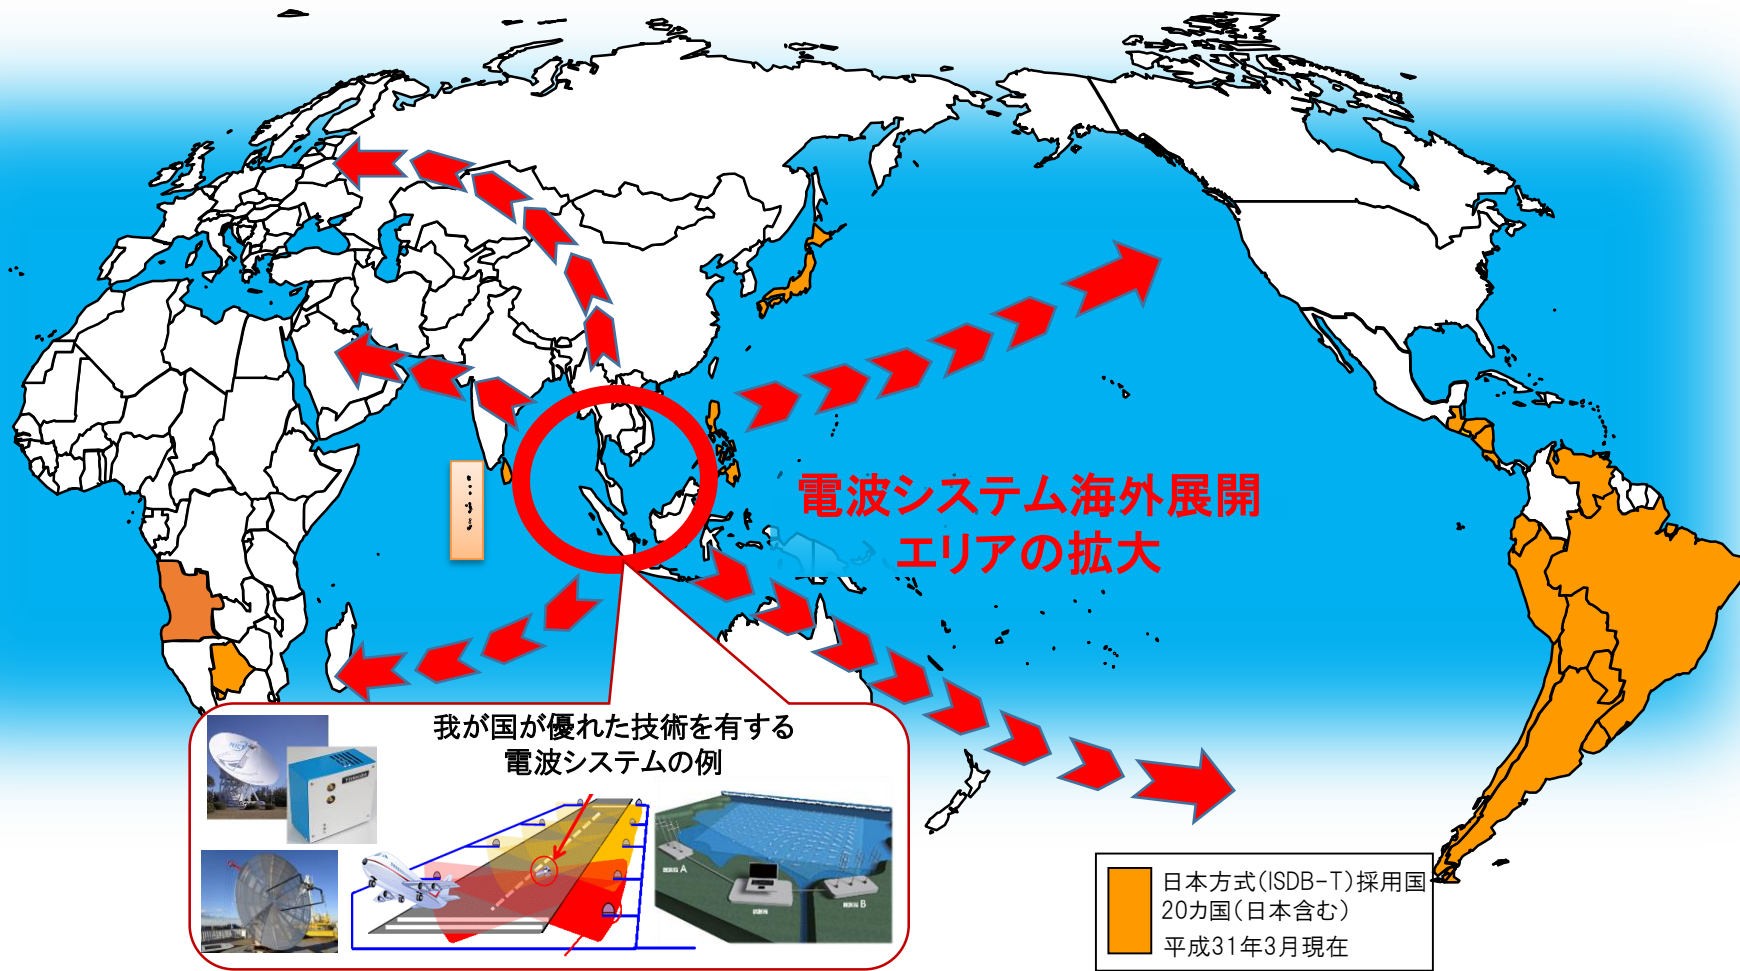 電波システム海外展開
エリアの拡大
我が国が優れた技術を有する
電波システムの例
TOSHIBA
A
B
日本方式(ISDB-T)採用国
20カ国(日本含む)
平成31年3月現在